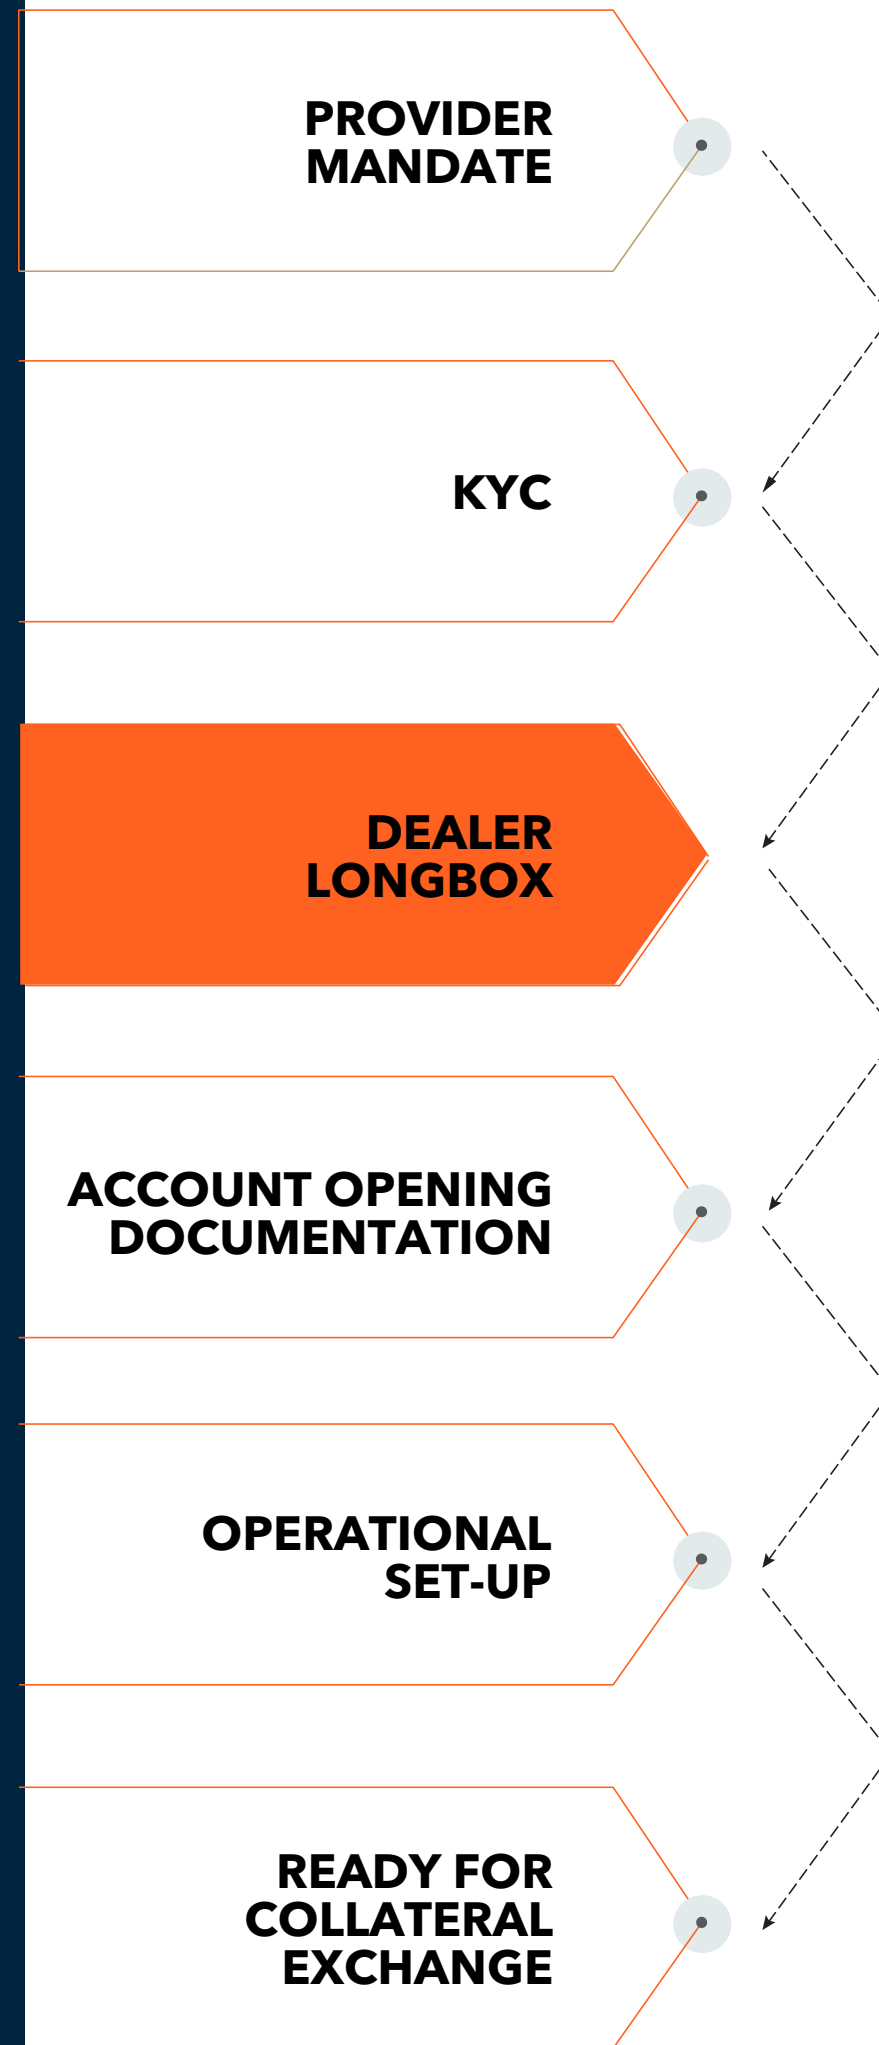 PROVIDER
MANDATE
KYC
DEALER
LONGBOX
ACCOUNT OPENING
DOCUMENTATION
OPERATIONAL
SET-UP
READY FOR
COLLATERAL
EXCHANGE